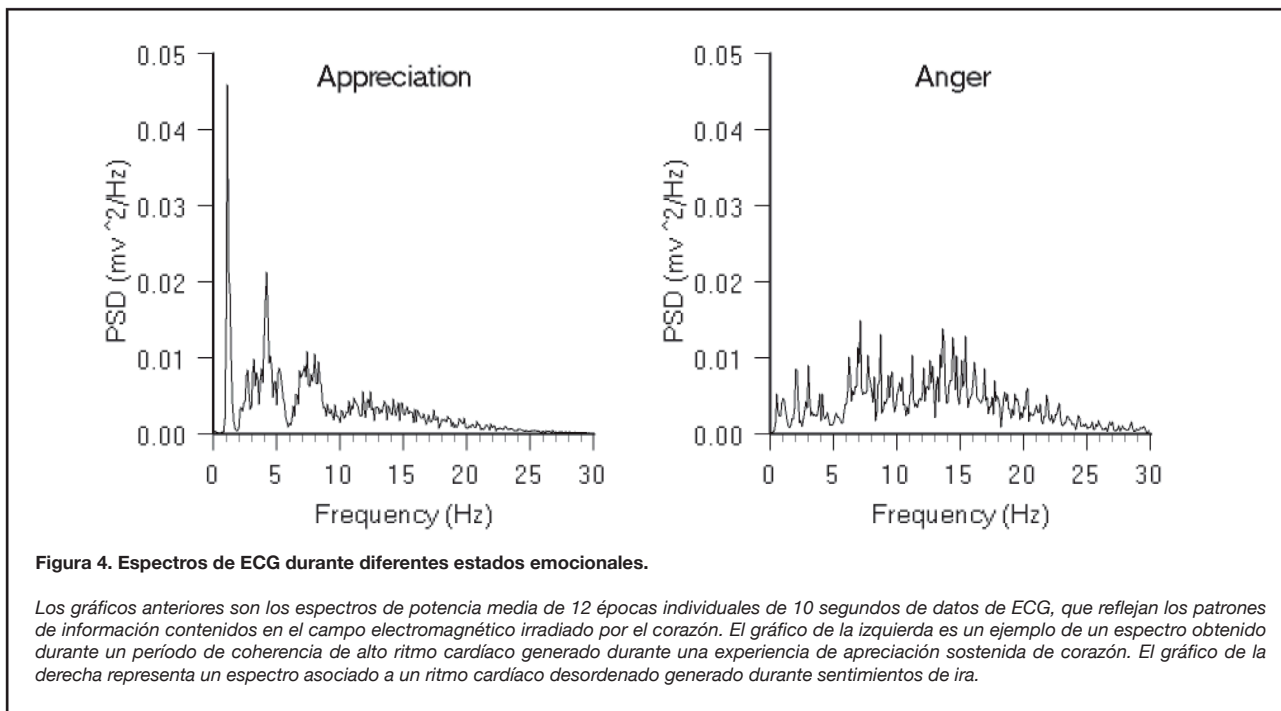 Appreciation
0.05
0.04
0.03
0.02
0.01
0.00
PSD (mv ^2/Hz)
0 5 10 15 20 25 30
Frequency (Hz)
Anger
0.05
0.04
0.03
0.02
0.01
0.00
PSD (mv ^2/Hz)
0 5 10 15 20 25 30
Frequency (Hz)
Figura 4. Espectros de ECG durante diferentes estados emocionales.
Los gráficos anteriores son los espectros de potencia media de 12 épocas individuales de 10 segundos de datos de ECG, que reflejan los patrones
de información contenidos en el campo electromagnético irradiado por el corazón. El gráfico de la izquierda es un ejemplo de un espectro obtenido
durante un período de coherencia de alto ritmo cardíaco generado durante una experiencia de apreciación sostenida de corazón. El gráfico de la
derecha representa un espectro asociado a un ritmo cardíaco desordenado generado durante sentimientos de ira.